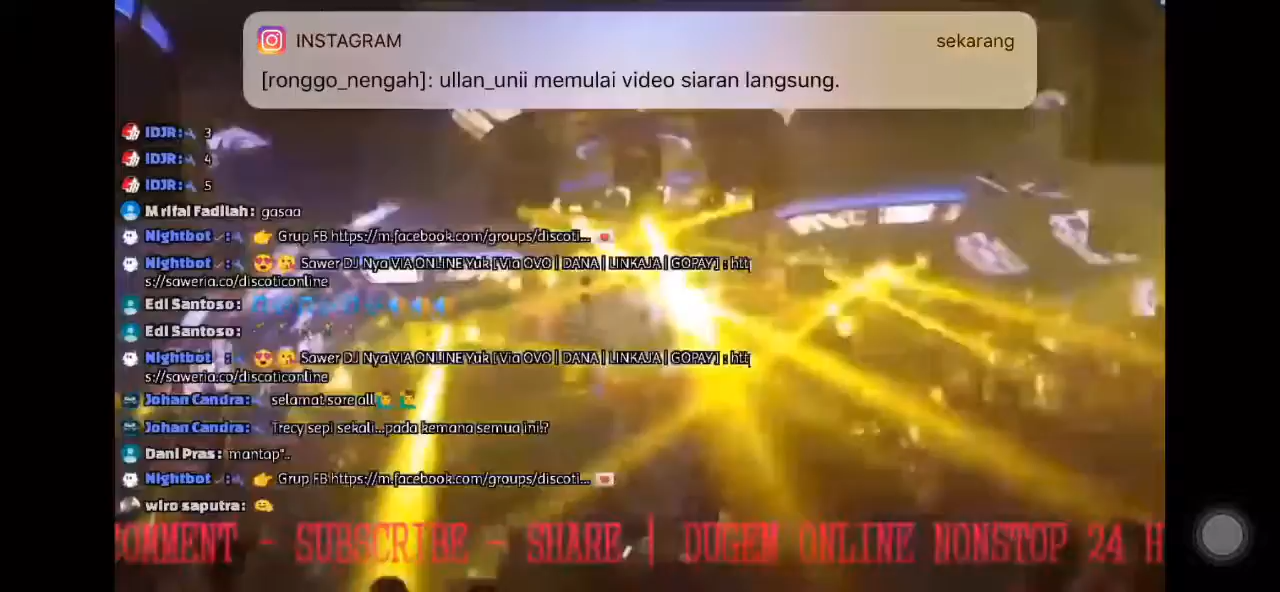 INSTAGRAM
sekarang
[ronggo_nengah]: ullan_unii memulai video siaran langsung.
IDJR: 3
IDJR: 4
IDJR: 5
M rifal Fadilah: gasaa
Nightbot : 👉 Grup FB https://m.facebook.com/groups/discoti...
Nightbot : 😍 😘 Sawer DJ Nya VIA ONLINE Yuk [Via OVO | DANA | LINKAJA | GOPAY] : http
s://saweria.co/discoticonline
Edi Santoso:
Edi Santoso:
Nightbot : 😍 😘 Sawer DJ Nya VIA ONLINE Yuk [Via OVO | DANA | LINKAJA | GOPAY] : http
s://saweria.co/discoticonline
Johan Candra: selamat sore all
Johan Candra: Trecy sepi sekali...pada kemana semua ini.?
Dani Pras: mantap"..
Nightbot : 👉 Grup FB https://m.facebook.com/groups/discoti...
wiro saputra:
COMMENT - SUBSCRIBE - SHARE, | DUGEM ONLINE NONSTOP 24 H